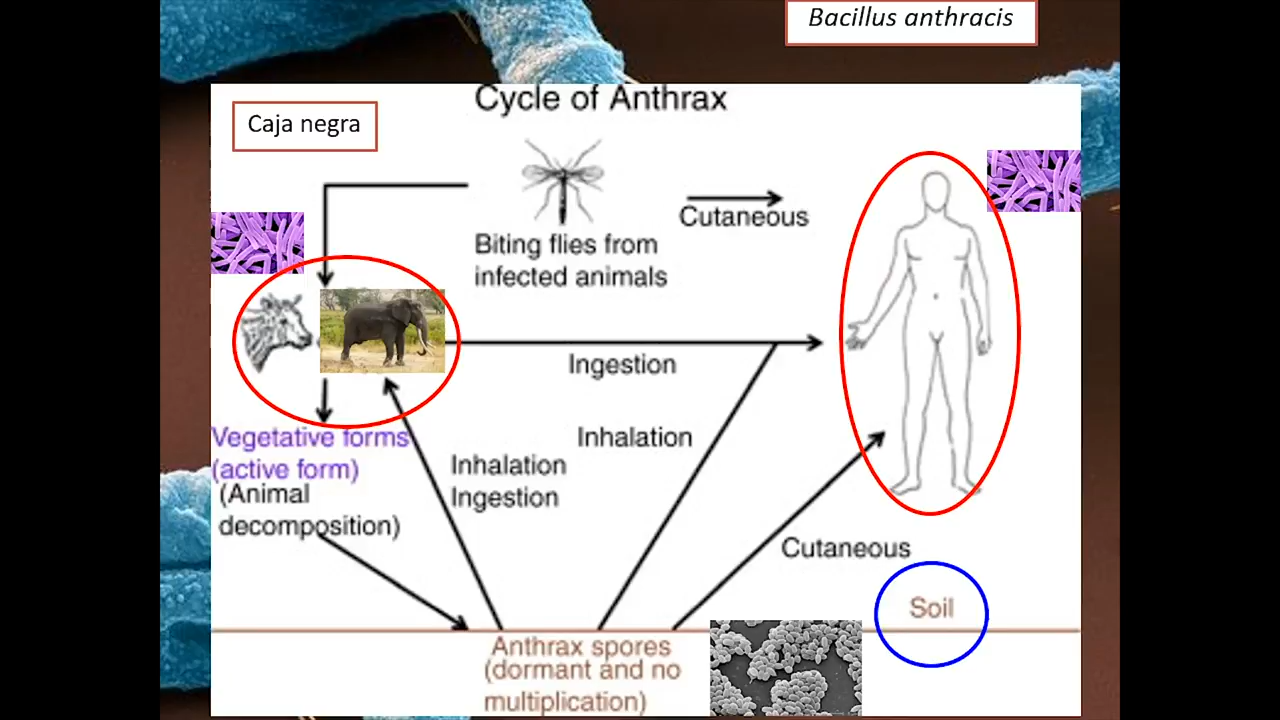 Bacillus anthracis
Cycle of Anthrax
Caja negra
Cutaneous
Biting flies from
infected animals
Ingestion
Vegetative forms
(active form)
(Animal
decomposition)
Inhalation
Inhalation
Ingestion
Cutaneous
Soil
Anthrax spores
(dormant and no
multiplication)